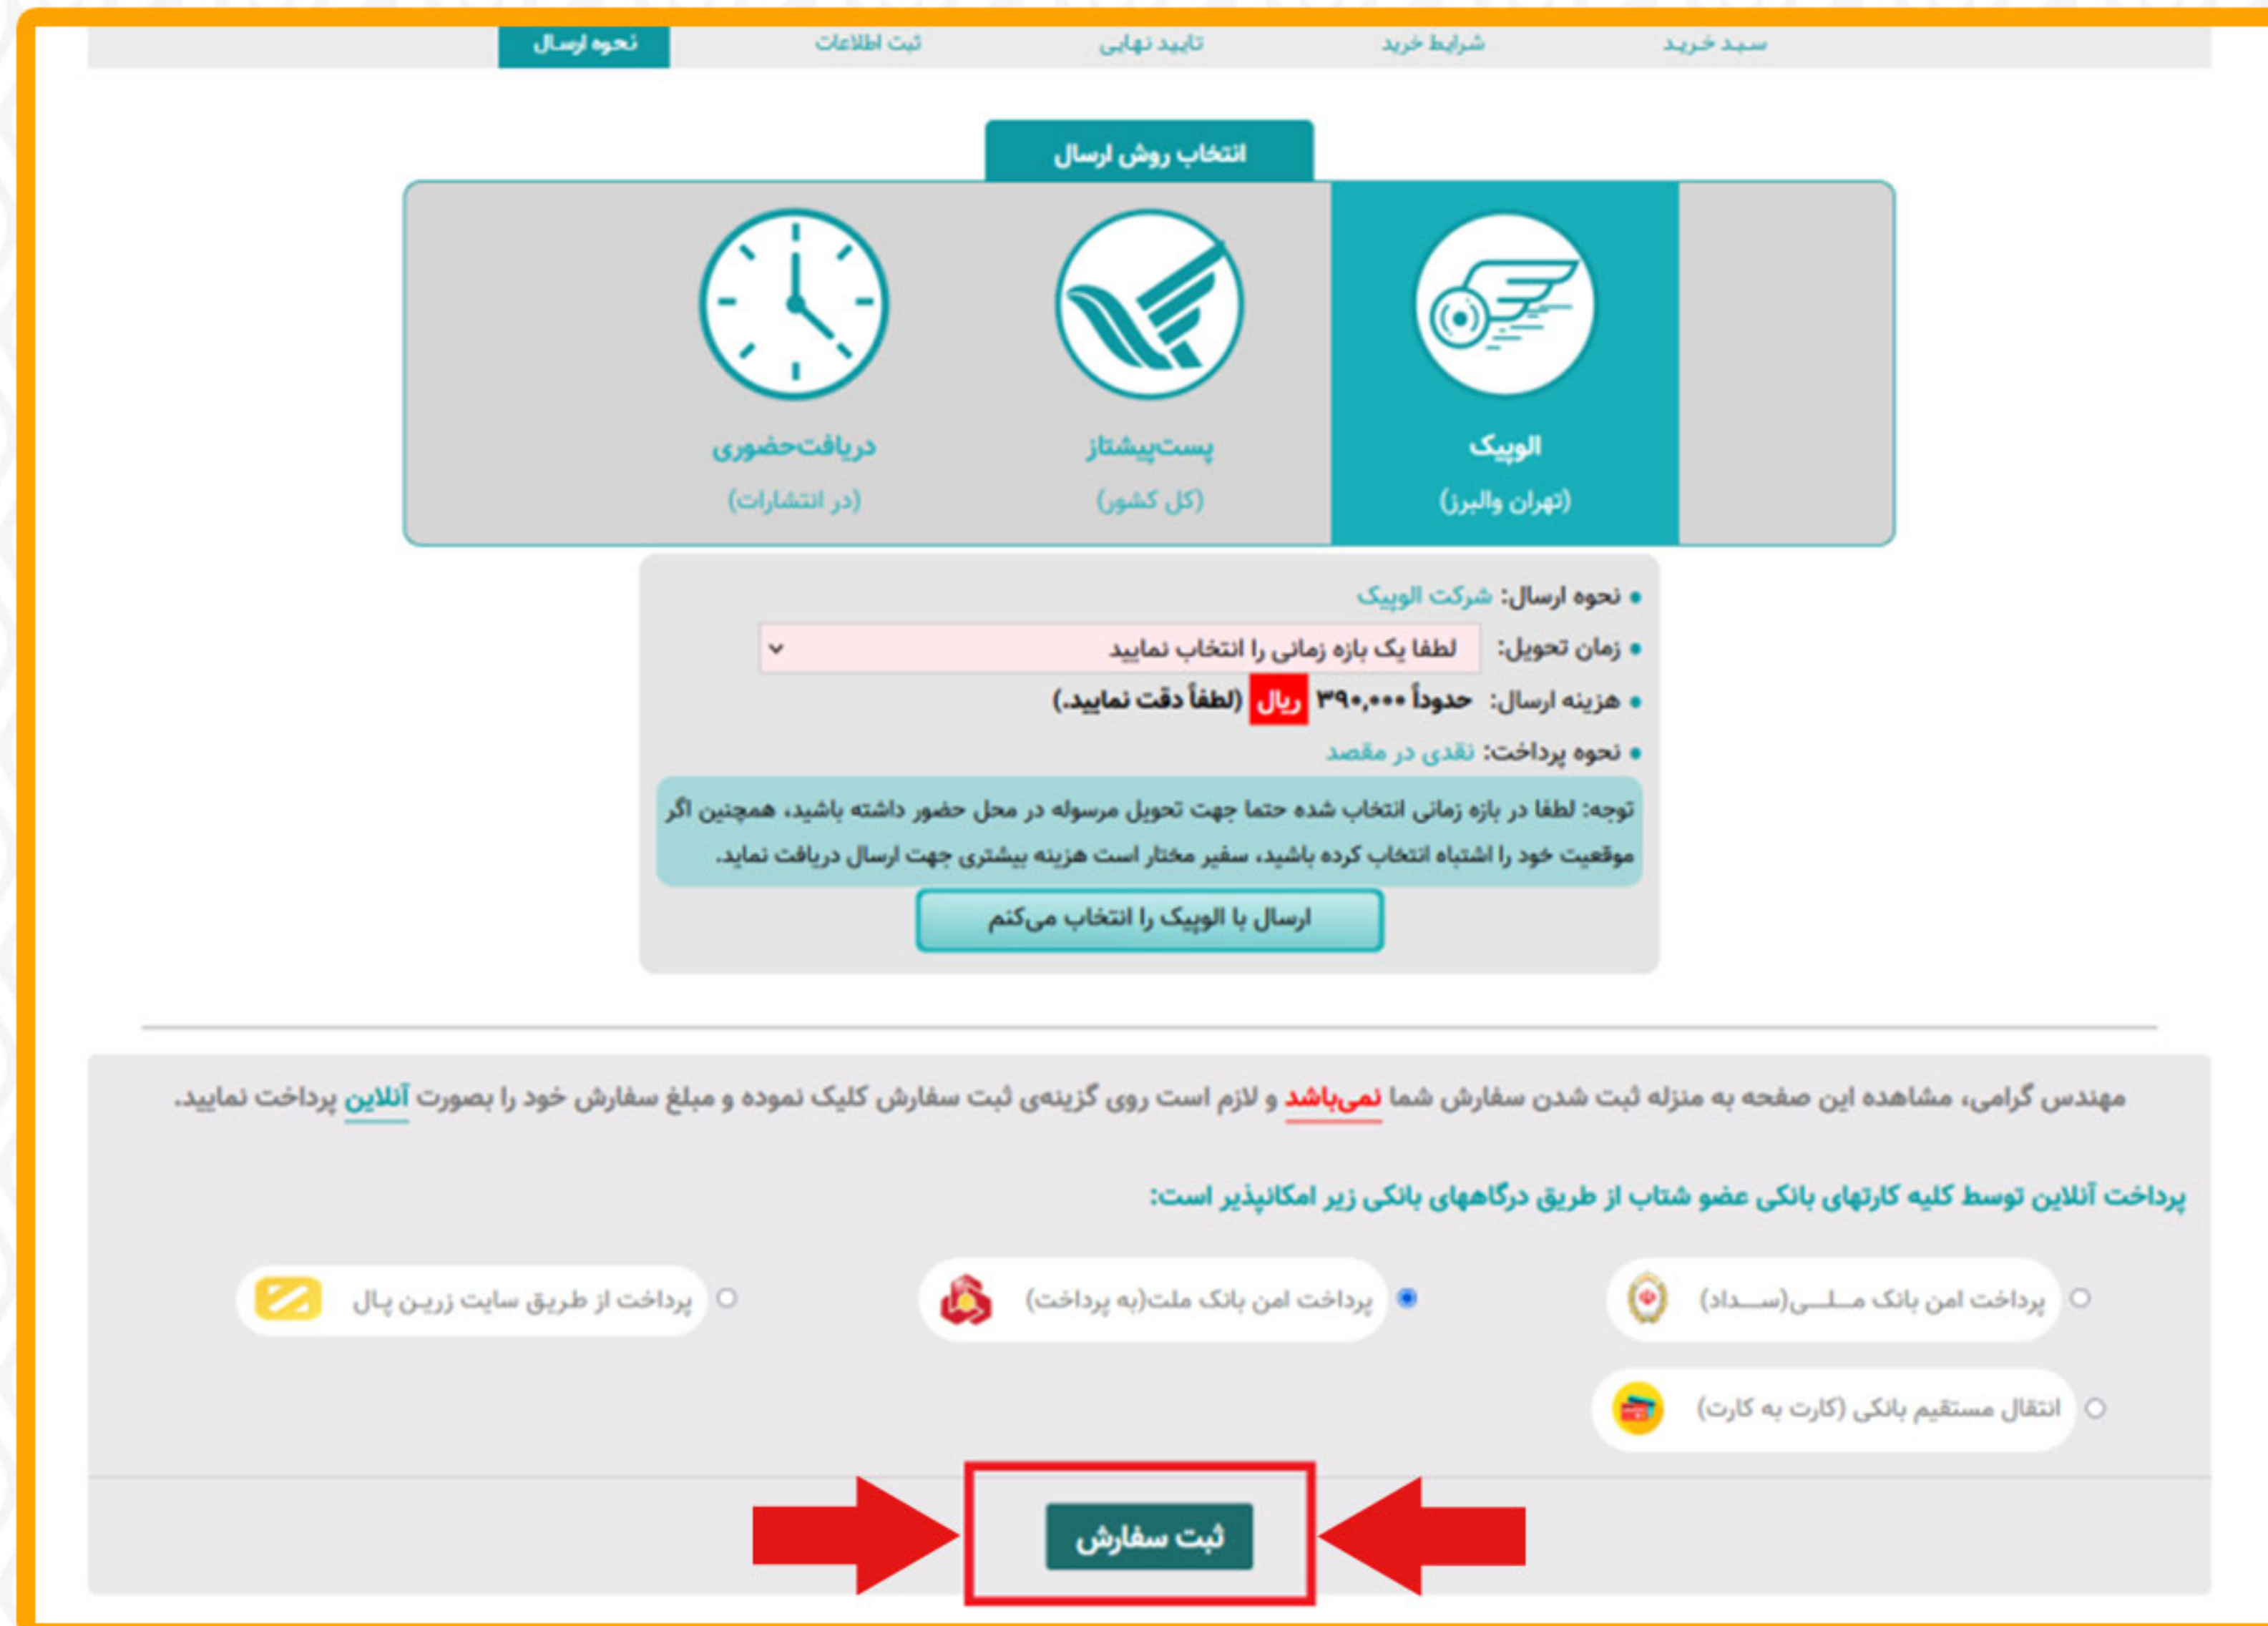 سبد خرید
شرایط خرید
تایید نهایی
ثبت اطلاعات
نحوه ارسال
انتخاب روش ارسال
الوپیک
(تهران والبرز)
پست‌پیشتاز
(کل کشور)
دریافت‌حضوری
(در انتشارات)
نحوه ارسال: شرکت الوپیک
زمان تحویل: لطفا یک بازه زمانی را انتخاب نمایید
هزینه ارسال: حدوداً ۳۹۰,۰۰۰ ریال (لطفاً دقت نمایید.)
نحوه پرداخت: نقدی در مقصد
توجه: لطفا در بازه زمانی انتخاب شده حتما جهت تحویل مرسوله در محل حضور داشته باشید، همچنین اگر
موقعیت خود را اشتباه انتخاب کرده باشید، سفیر مختار است هزینه بیشتری جهت ارسال دریافت نماید.
ارسال با الوپیک را انتخاب می‌کنم
مهندس گرامی، مشاهده این صفحه به منزله ثبت شدن سفارش شما نمی‌باشد و لازم است روی گزینه‌ی ثبت سفارش کلیک نموده و مبلغ سفارش خود را بصورت آنلاین پرداخت نمایید.
پرداخت آنلاین توسط کلیه کارتهای بانکی عضو شتاب از طریق درگاههای بانکی زیر امکانپذیر است:
پرداخت امن بانک مـلــی(ســداد)
پرداخت امن بانک ملت(به پرداخت)
پرداخت از طریق سایت زرین پال
انتقال مستقیم بانکی (کارت به کارت)
ثبت سفارش